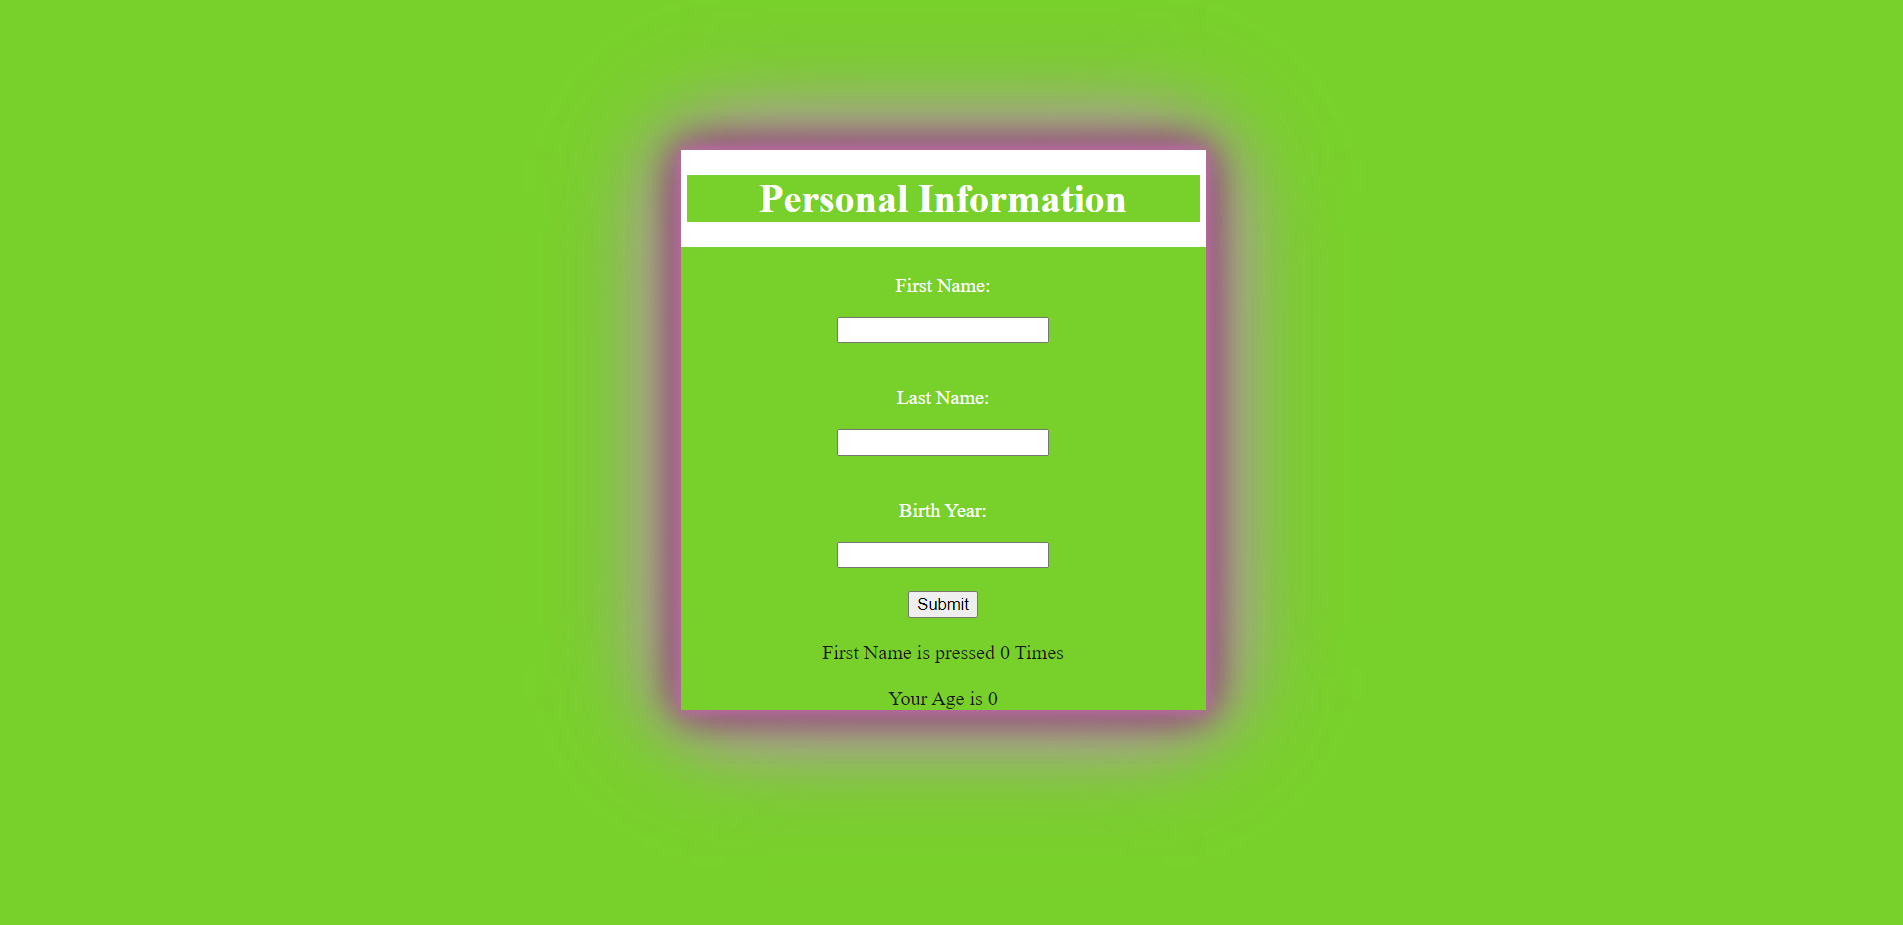 Personal Information
First Name:
Last Name:
Birth Year:
Submit
First Name is pressed 0 Times
Your Age is 0